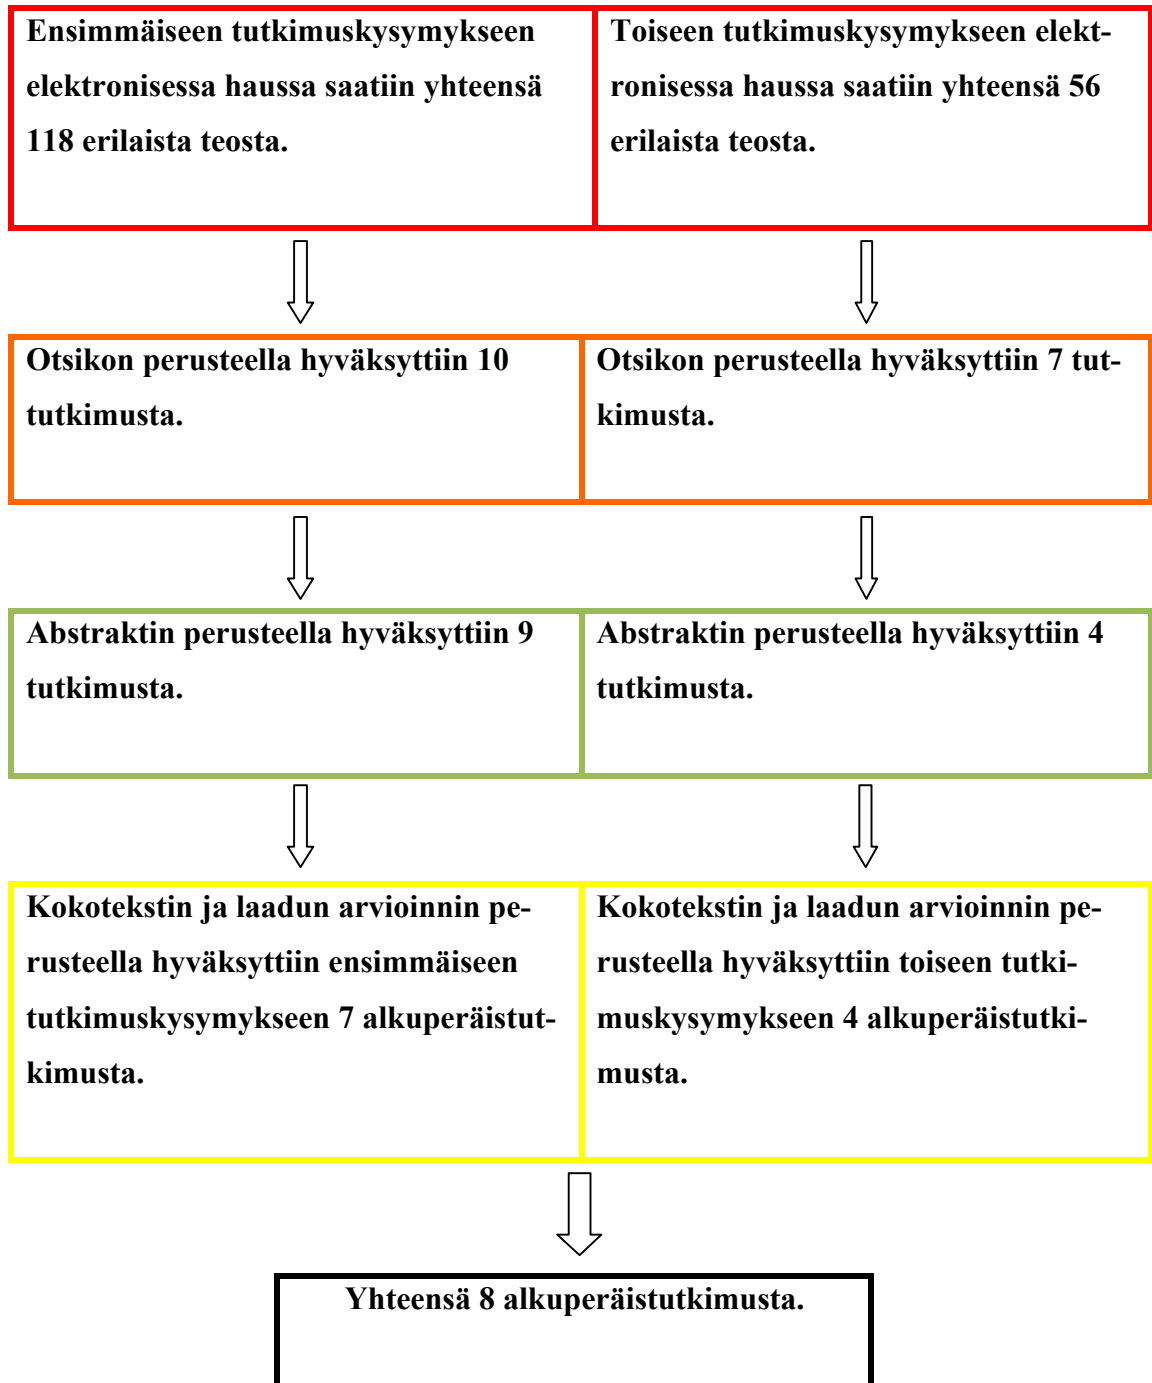 Ensimmäiseen tutkimuskysymykseen
elektronisessa haussa saatiin yhteensä
118 erilaista teosta.
Toiseen tutkimuskysymykseen elekt-
ronisessa haussa saatiin yhteensä 56
erilaista teosta.
Otsikon perusteella hyväksyttiin 10
tutkimusta.
Otsikon perusteella hyväksyttiin 7 tut-
kimusta.
Abstraktin perusteella hyväksyttiin 9
tutkimusta.
Abstraktin perusteella hyväksyttiin 4
tutkimusta.
Kokotekstin ja laadun arvioinnin pe-
rusteella hyväksyttiin ensimmäiseen
tutkimuskysymykseen 7 alkuperäistut-
kimusta.
Kokotekstin ja laadun arvioinnin pe-
rusteella hyväksyttiin toiseen tutki-
muskysymykseen 4 alkuperäistutki-
musta.
Yhteensä 8 alkuperäistutkimusta.